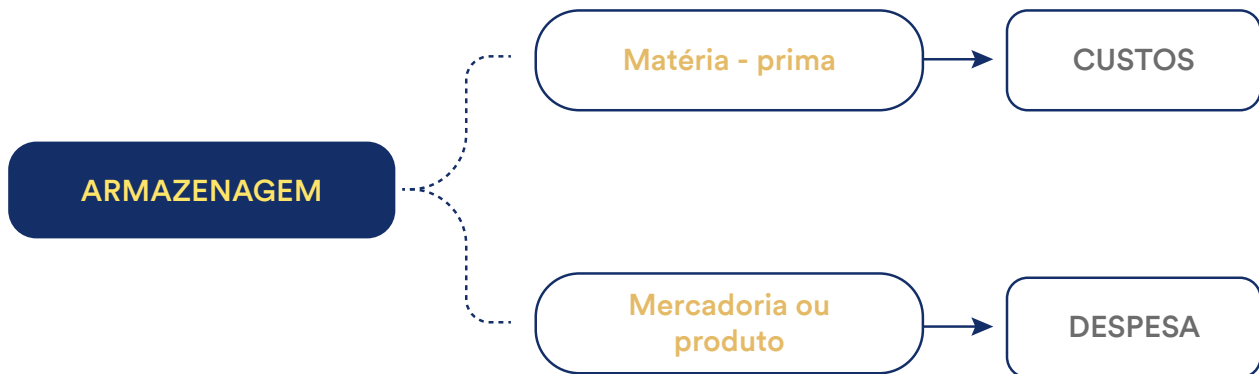 Matéria - prima
CUSTOS
ARMAZENAGEM
Mercadoria ou
produto
DESPESA